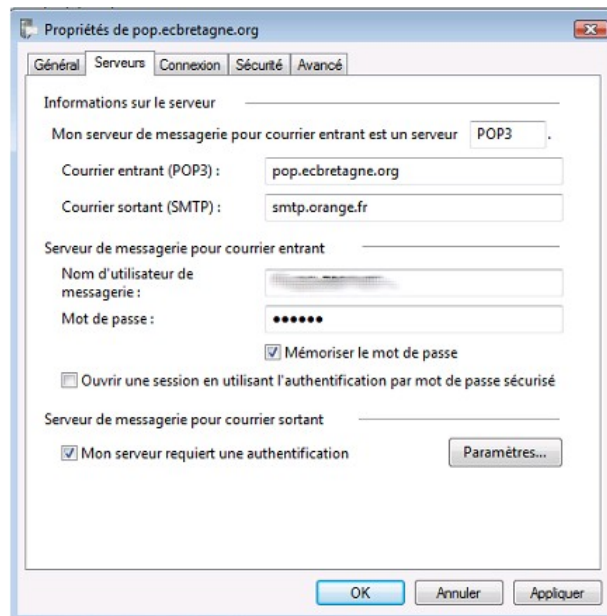 Propriétés de pop.ecbretagne.org
Général Serveurs Connexion Sécurité Avancé
Informations sur le serveur
Mon serveur de messagerie pour courrier entrant est un serveur POP3 .
Courrier entrant (POP3) : pop.ecbretagne.org
Courrier sortant (SMTP) : smtp.orange.fr
Serveur de messagerie pour courrier entrant
Nom d'utilisateur de
messagerie :
Mot de passe : ••••••
Mémoriser le mot de passe
Ouvrir une session en utilisant l'authentification par mot de passe sécurisé
Serveur de messagerie pour courrier sortant
Mon serveur requiert une authentification Paramètres...
OK Annuler Appliquer